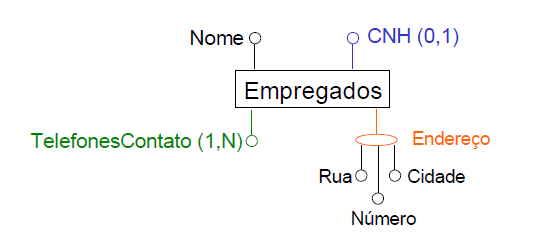 Nome
CNH (0,1)
Empregados
TelefonesContato (1,N)
Endereço
Rua
Cidade
Número